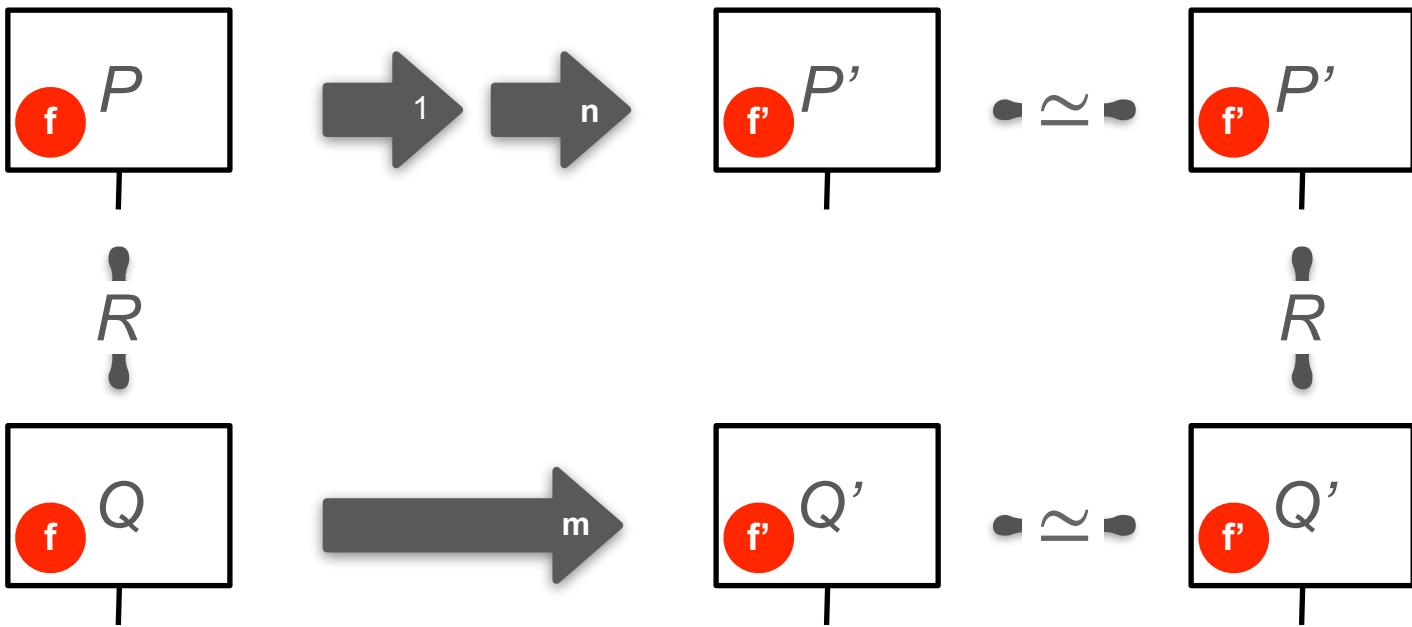 f P 1 n f' P’ ≃ f' P’
R R
f Q m f' Q’ ≃ f' Q’